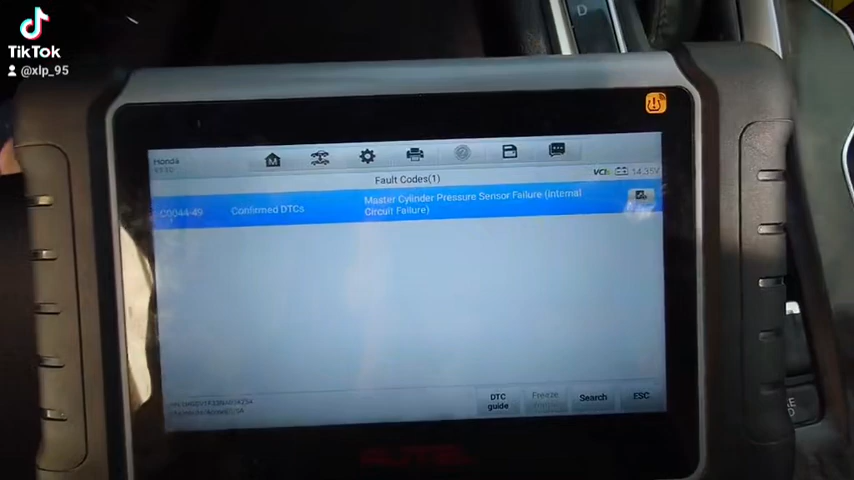 TikTok
@xlp_95
D
Honda
VCI 14.35V
Fault Codes(1)
C0044-49 Confirmed DTCs Master Cylinder Pressure Sensor Failure (Internal
Circuit Failure)
DTC
guide
Freeze
Search
ESC
AUTEL